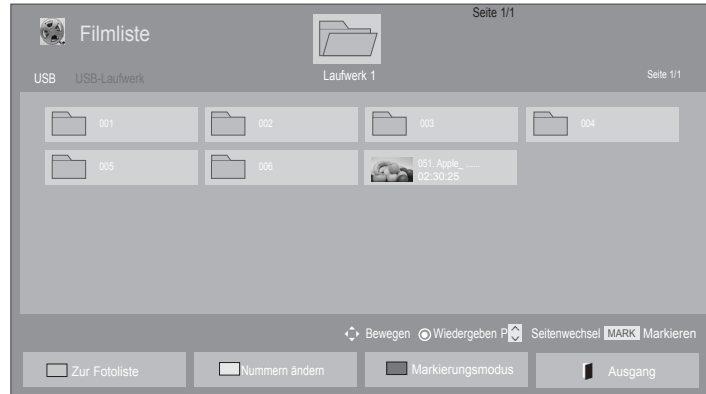 Seite 1/1
Filmliste
Laufwerk 1
USB USB-Laufwerk Seite 1/1
001 002 003 004
005 006 051. Apple_ ......
02:30:25
Bewegen Wiedergeben P Seitenwechsel MARK Markieren
Zur Fotoliste Nummern ändern Markierungsmodus Ausgang